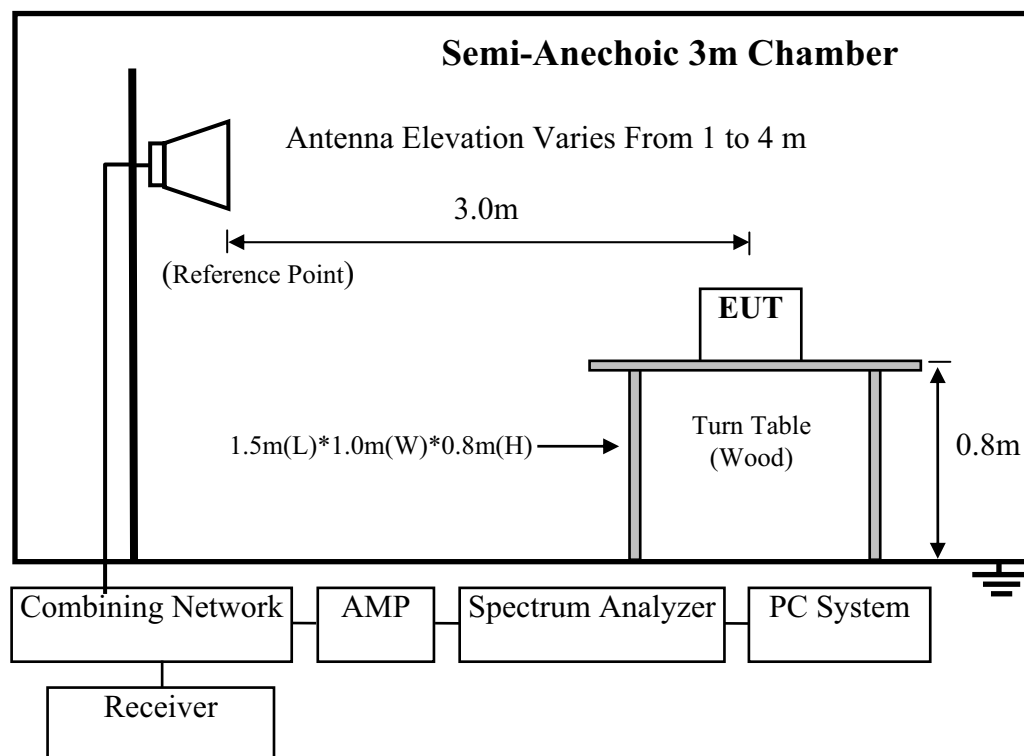 Semi-Anechoic 3m Chamber
Antenna Elevation Varies From 1 to 4 m
3.0m
(Reference Point)
EUT
1.5m(L)*1.0m(W)*0.8m(H)
Turn Table
(Wood)
0.8m
Combining Network
AMP
Spectrum Analyzer
PC System
Receiver